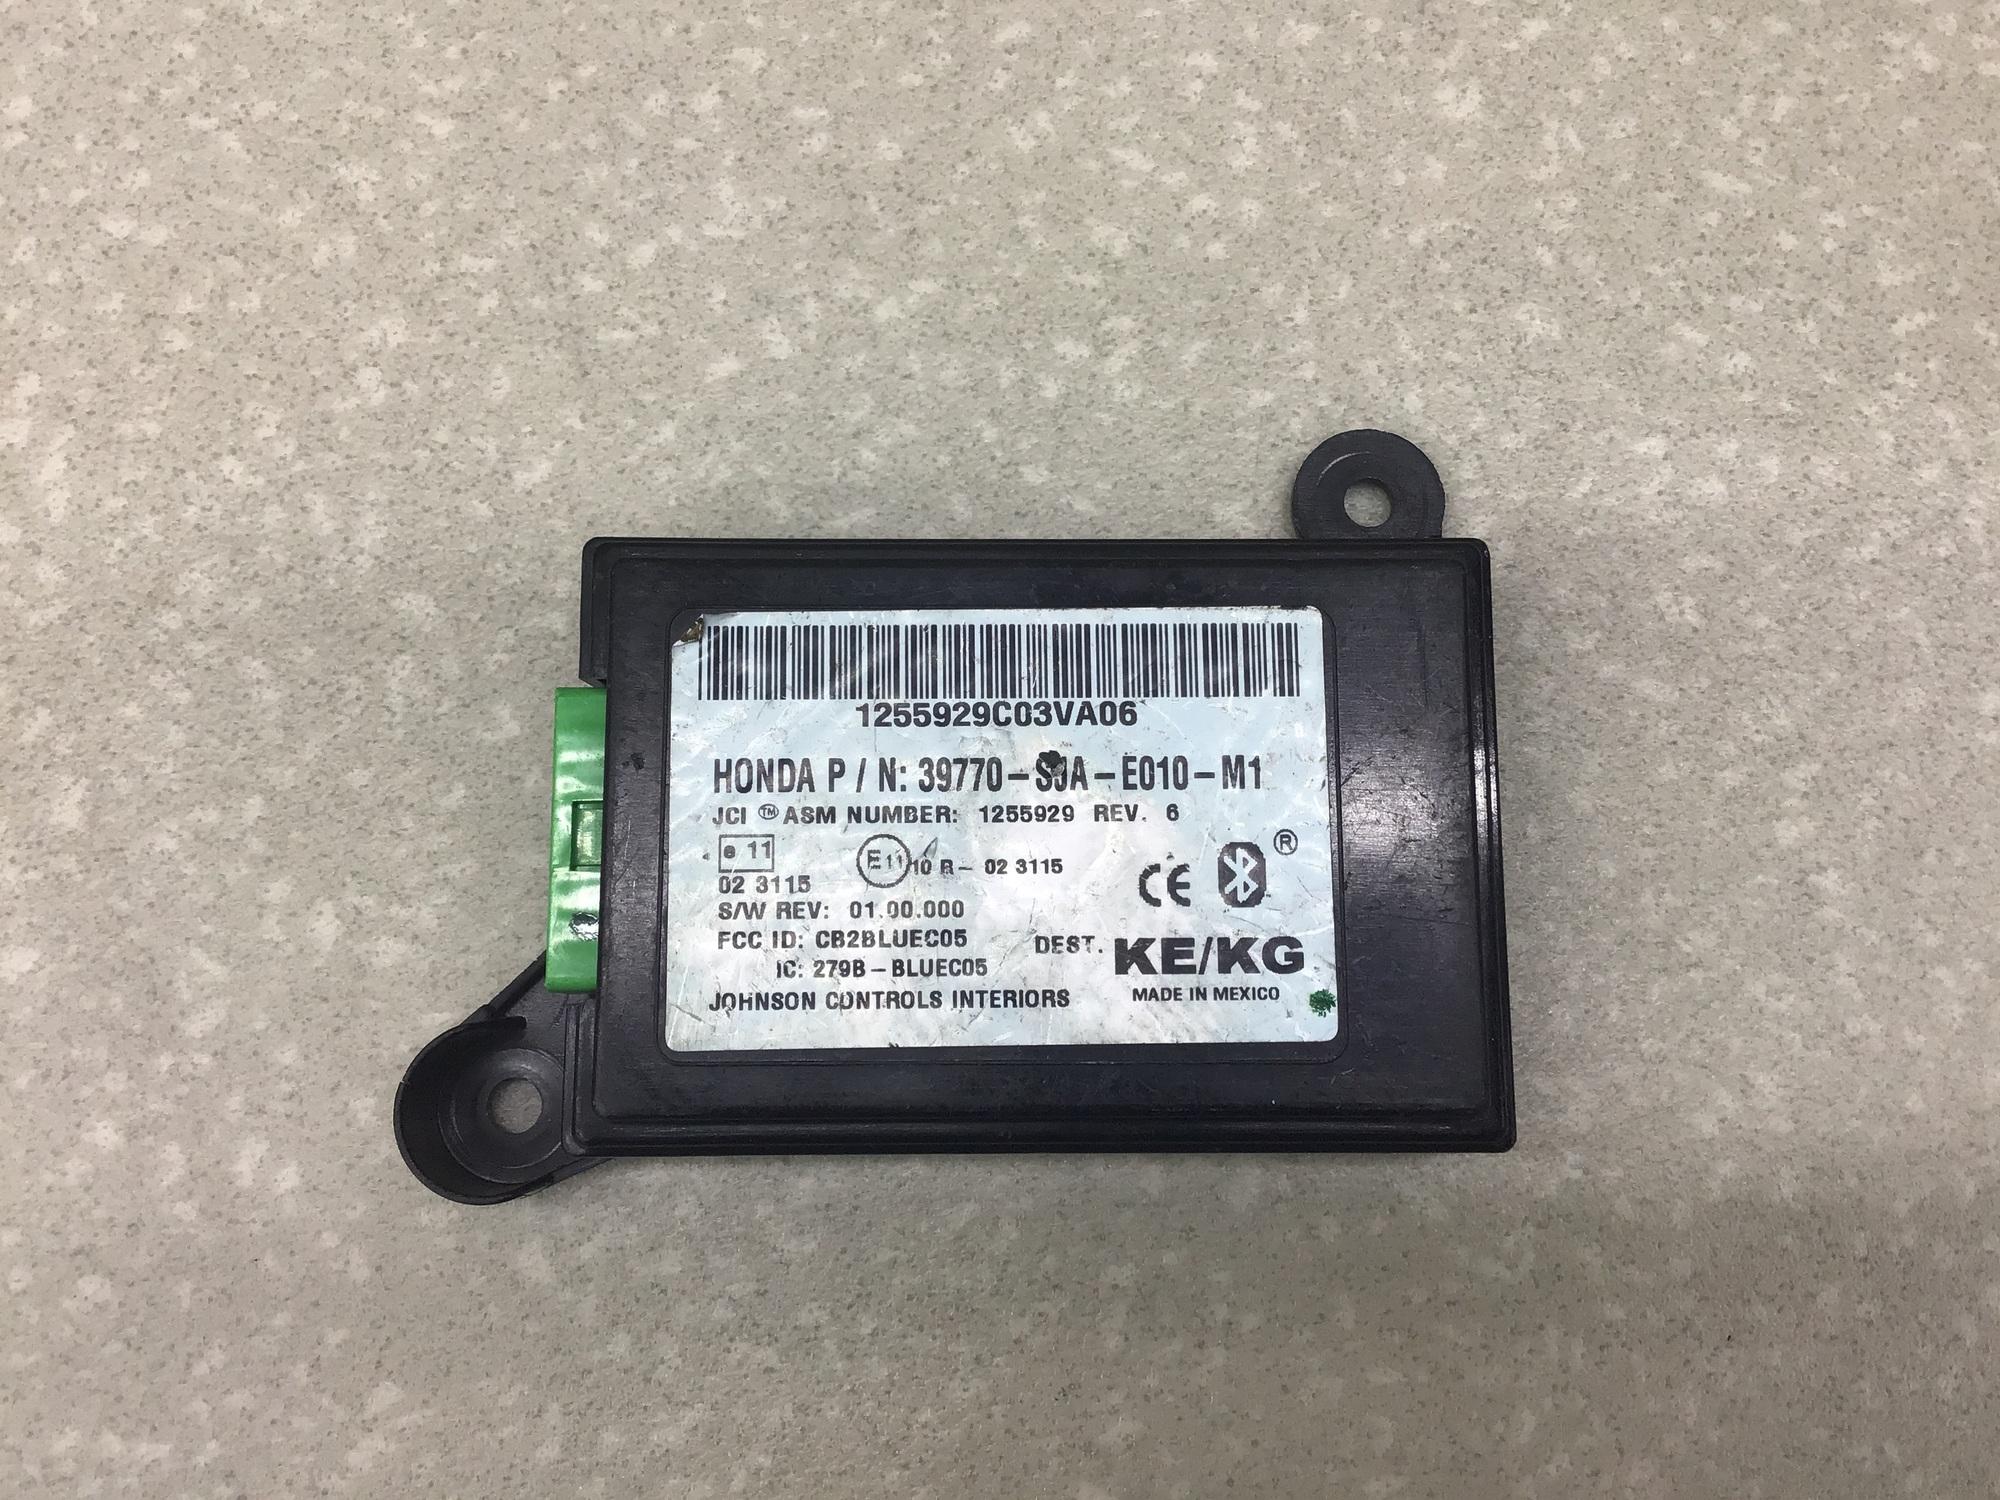 1255929C03VA06
HONDA P / N: 39770-SJA-E010-M1
JCI ™ ASM NUMBER: 1255929 REV. 6
e 11
02 3115
E11 10 R - 02 3115
CE ®
S/W REV: 01.00.000
FCC ID: CB2BLUEC05
IC: 279B-BLUEC05
DEST. KE/KG
JOHNSON CONTROLS INTERIORS
MADE IN MEXICO